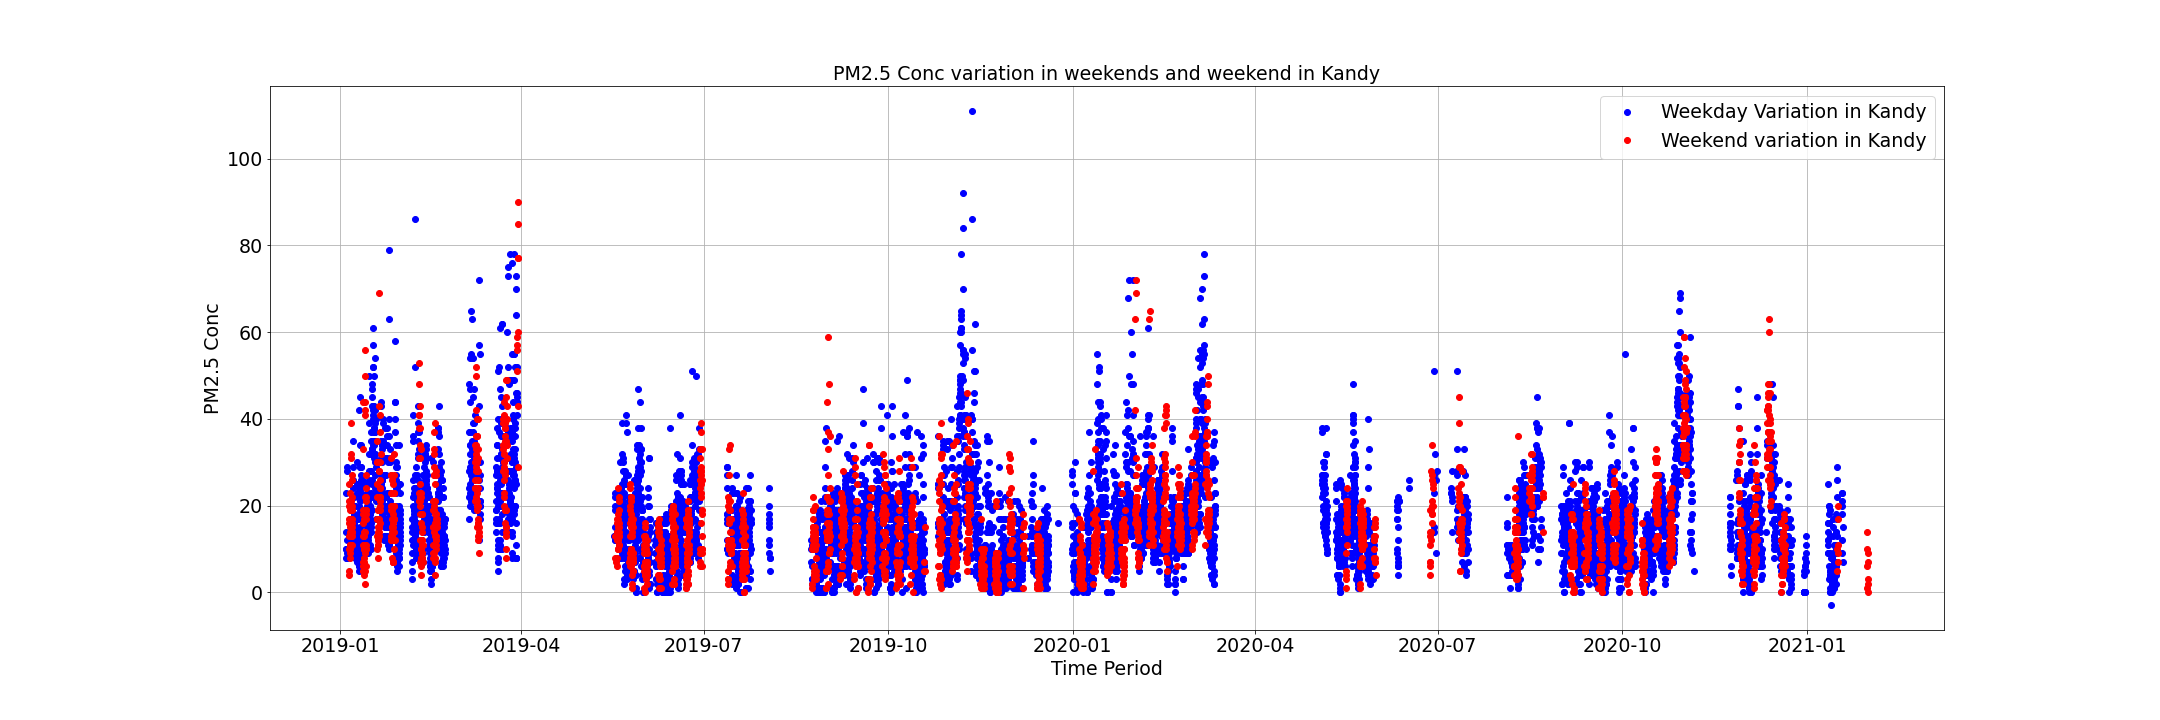 PM2.5 Conc variation in weekends and weekend in Kandy
Weekday Variation in Kandy
Weekend variation in Kandy
PM2.5 Conc
100
80
60
40
20
0
2019-01 2019-04 2019-07 2019-10 2020-01 2020-04 2020-07 2020-10 2021-01
Time Period